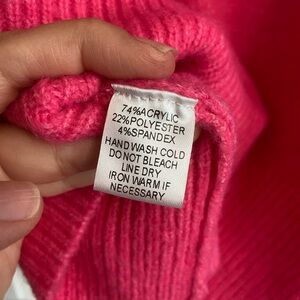 74%ACRYLIC
22%POLYESTER
4%SPANDEX
HAND WASH COLD
DO NOT BLEACH
LINE DRY
IRON WARM IF
NECESSARY